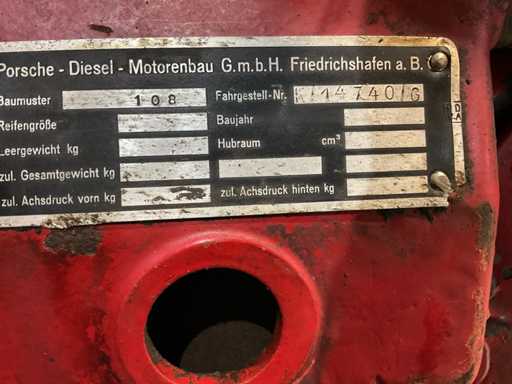 Porsche - Diesel - Motorenbau G.m.b.H. Friedrichshafen a. B.
Baumuster 108 Fahrgestell-Nr. K/14740/G
Reifengröße Baujahr
Leergewicht kg Hubraum cm³
zul. Gesamtgewicht kg
zul. Achsdruck vorn kg zul. Achsdruck hinten kg